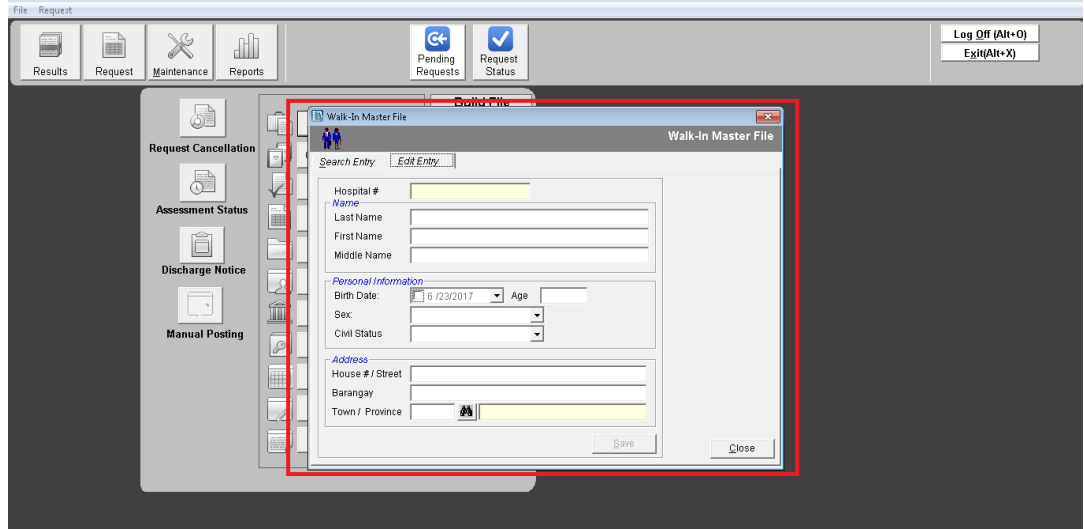 File Request
Results
Request
Maintenance
Reports
Pending
Requests
Request
Status
Log Off (Alt+O)
Exit(Alt+X)
Build File
Request Cancellation
Assessment Status
Discharge Notice
Manual Posting
Walk-In Master File
Walk-In Master File
Search Entry Edit Entry
Hospital #
Name
Last Name
First Name
Middle Name
Personal Information
Birth Date: 6 /23/2017 Age
Sex:
Civil Status
Address
House # / Street
Barangay
Town / Province
Save
Close